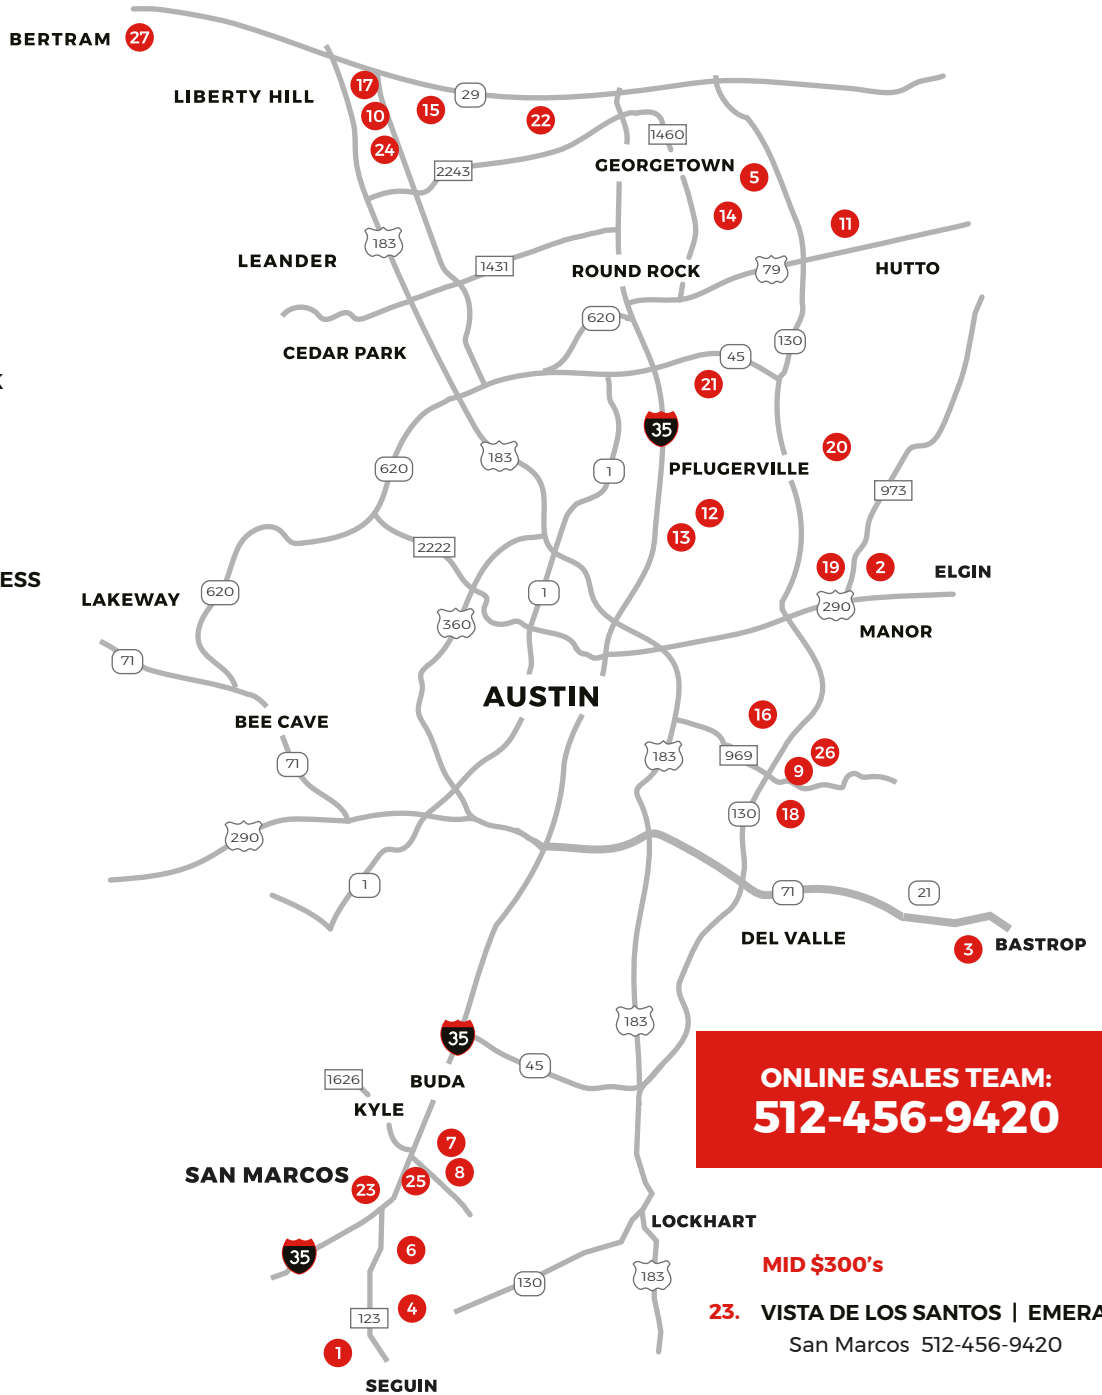 BERTRAM 27
17
LIBERTY HILL
29
10
15
22
1460
24
2243
GEORGETOWN
5
14
11
183
LEANDER
1431
ROUND ROCK
79
HUTTO
620
130
CEDAR PARK
45
21
35
20
183
620
1
PFLUGERVILLE
973
12
13
2222
19
2
ELGIN
ESS
LAKEWAY
620
1
290
360
MANOR
71
AUSTIN
16
BEE CAVE
183
969
26
71
9
130
18
290
1
71
21
DEL VALLE
3
BASTROP
183
35
45
1626
BUDA
KYLE
ONLINE SALES TEAM:
512-456-9420
7
8
SAN MARCOS
23
25
LOCKHART
35
6
130
183
MID $300's
4
123
23. VISTA DE LOS SANTOS | EMERA
San Marcos 512-456-9420
1
SEGUIN